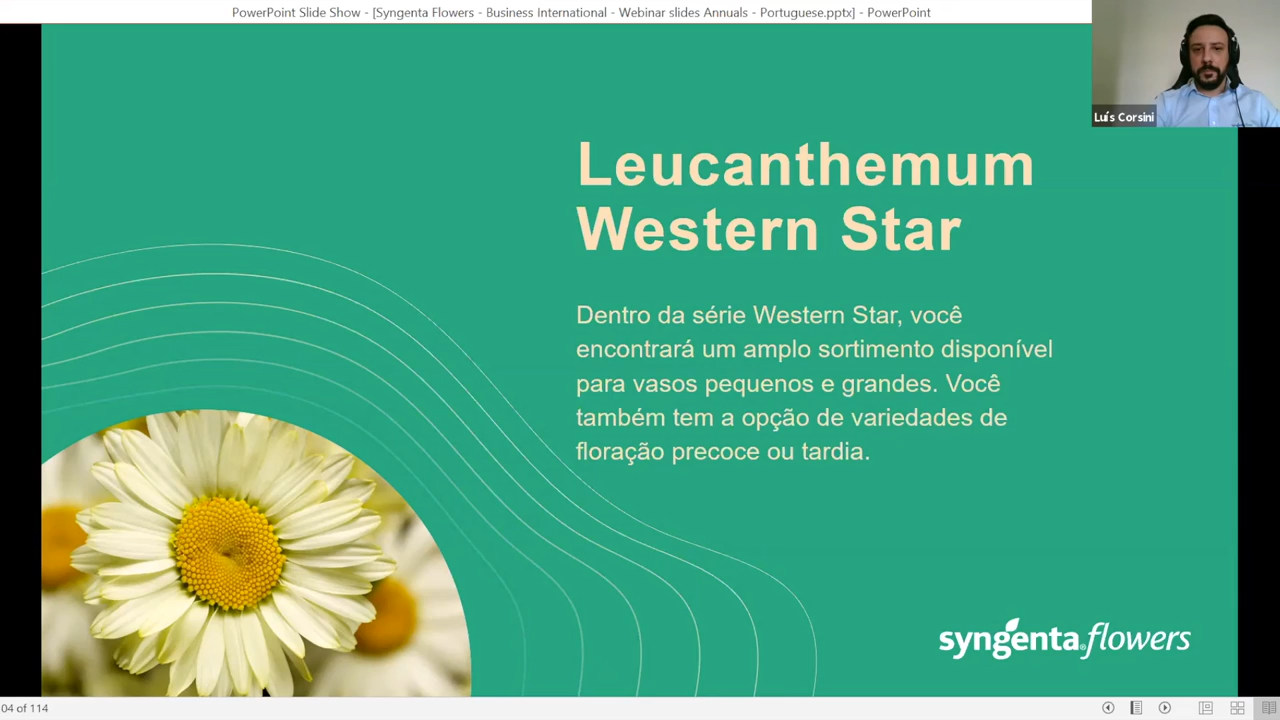 PowerPoint Slide Show - [Syngenta Flowers - Business International - Webinar slides Annuals - Portuguese.pptx] - PowerPoint
Luís Corsini
Leucanthemum
Western Star
Dentro da série Western Star, você
encontrará um amplo sortimento disponível
para vasos pequenos e grandes. Você
também tem a opção de variedades de
floração precoce ou tardia.
syngenta® flowers
04 of 114